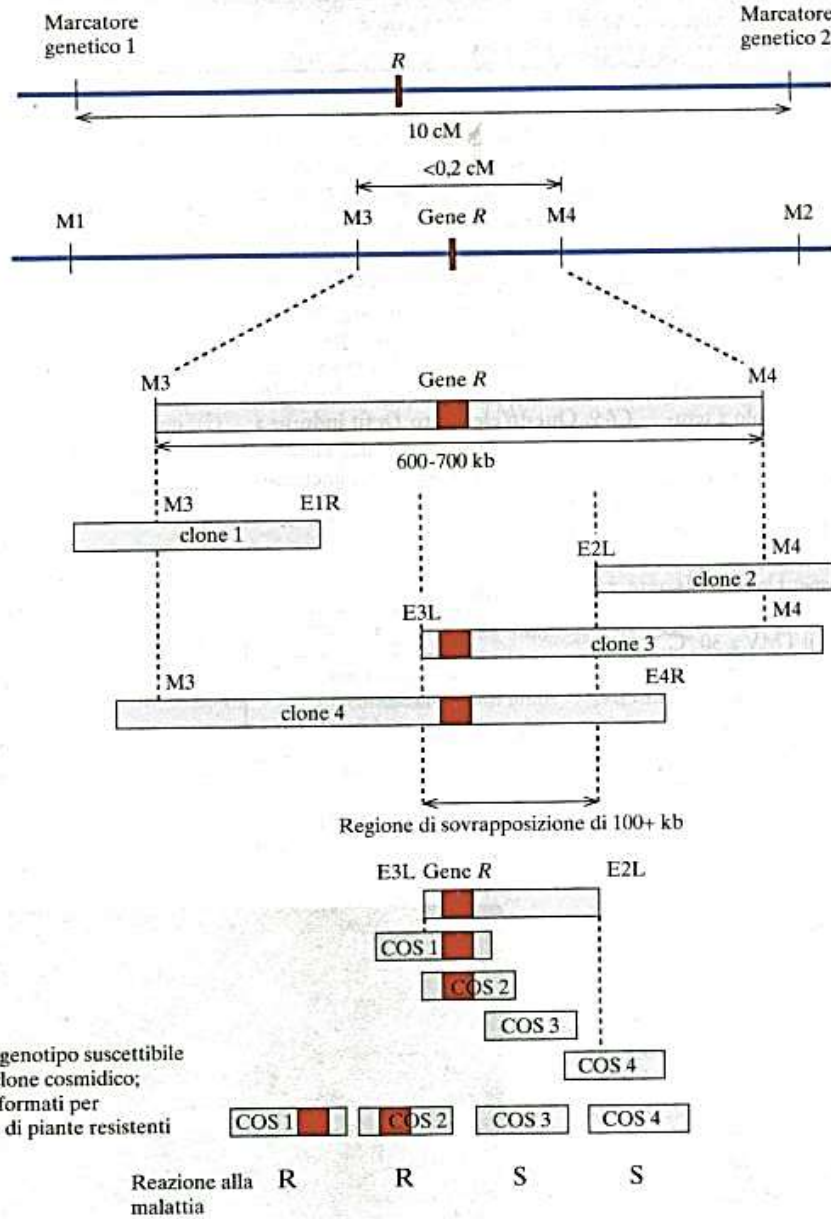 Marcatore
genetico 1
Marcatore
genetico 2
R
10 cM
<0,2 cM
M1
M3
Gene R
M4
M2
M3
Gene R
M4
600-700 kb
M3
E1R
clone 1
E2L
M4
clone 2
E3L
M4
clone 3
M3
E4R
clone 4
Regione di sovrapposizione di 100+ kb
E3L Gene R
E2L
COS 1
COS 2
COS 3
COS 4
genotipo suscettibile
lone cosmidico;
formati per
di piante resistenti
COS 1
COS 2
COS 3
COS 4
Reazione alla
malattia
R
R
S
S